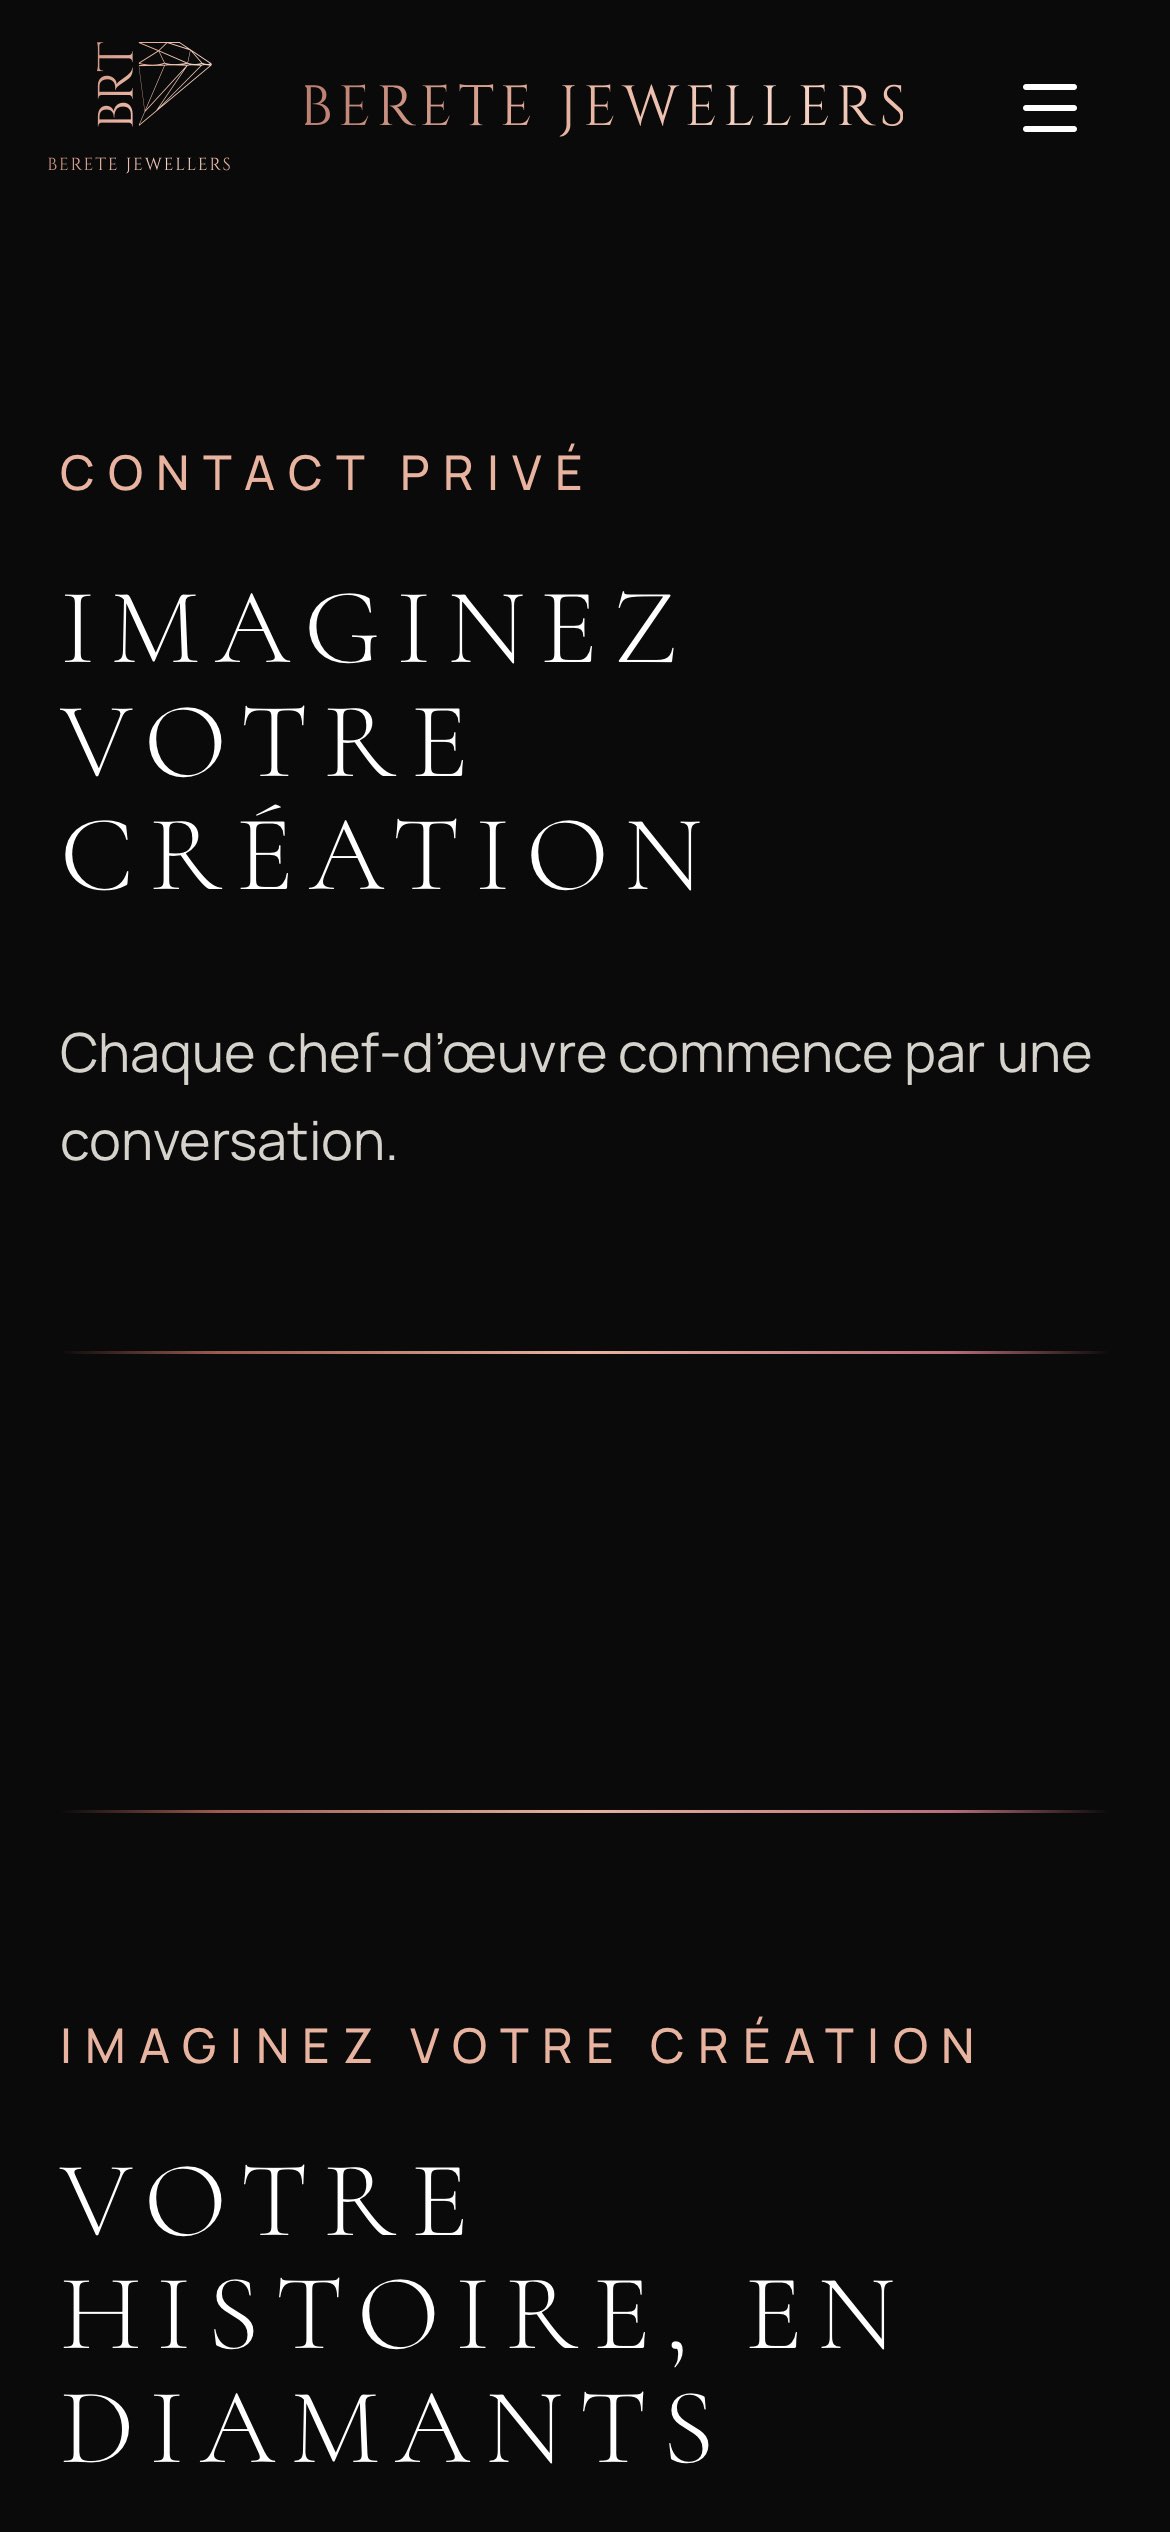 BRT
BERETE JEWELLERS
BERETE JEWELLERS
CONTACT PRIVÉ
IMAGINEZ
VOTRE
CRÉATION
Chaque chef-d’œuvre commence par une
conversation.
IMAGINEZ VOTRE CRÉATION
VOTRE
HISTOIRE, EN
DIAMANTS